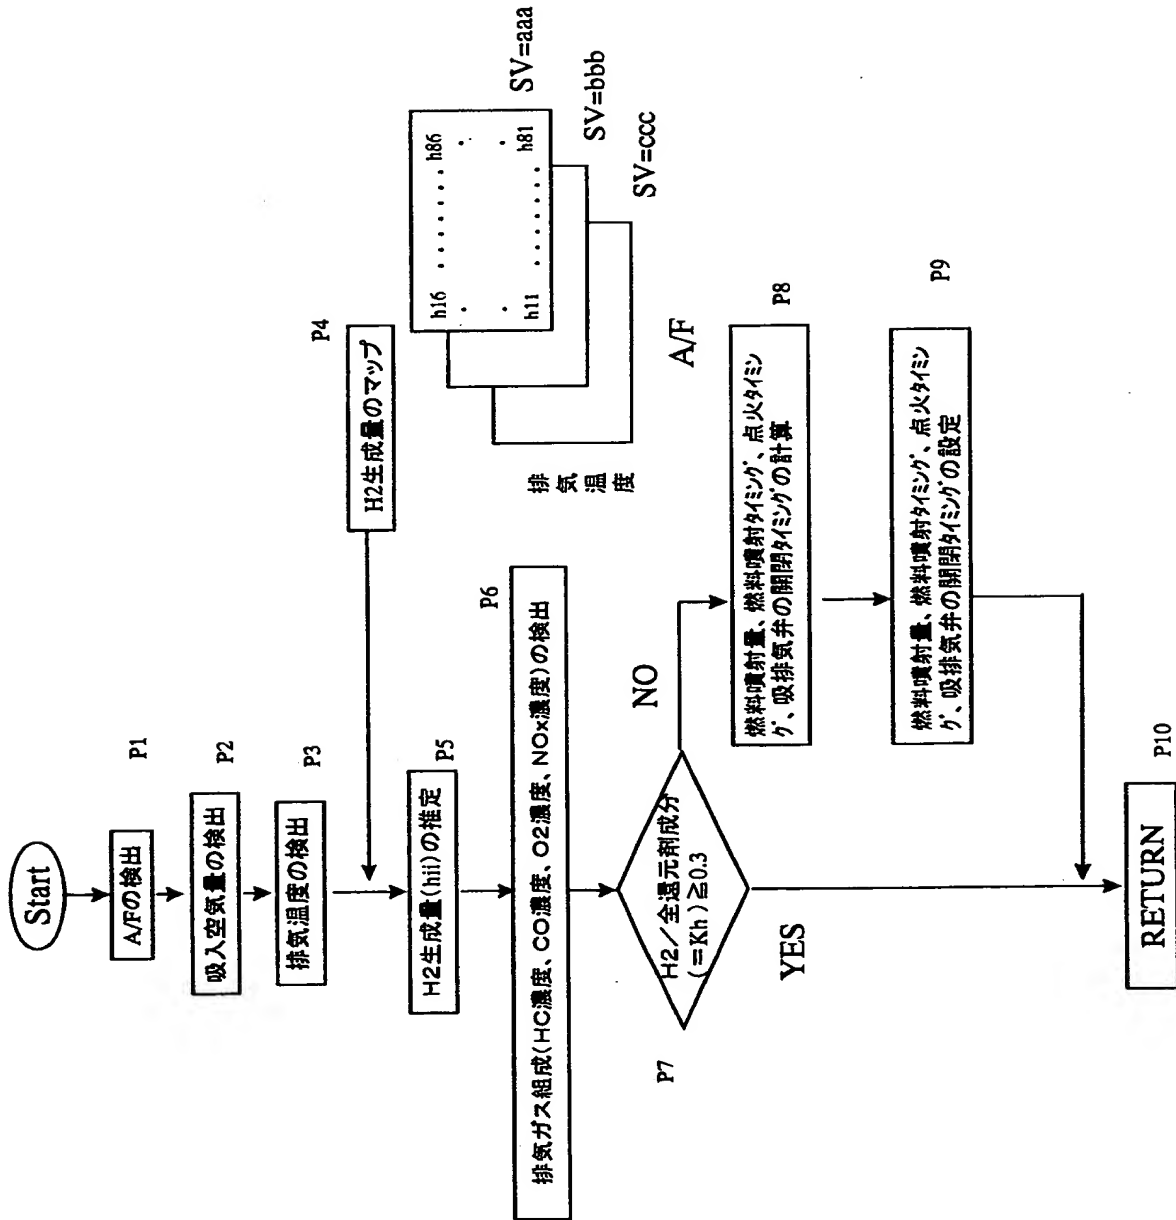 Start
A/Fの検出
P1
吸入空気量の検出
P2
排気温度の検出
P3
H2生成量のマップ
P4
h16 ・・・・・・・・h86
・ ・
・ ・
h11 ・・・・・・・・h81
SV=aaa
SV=bbb
SV=ccc
排気温度
A/F
H2生成量(hii)の推定
P5
排気ガス組成(HC濃度、CO濃度、CO濃度、O2濃度、NOx濃度)の検出
P6
H2/全還元剤成分
(=Kh)≧0.3
P7
NO
YES
燃料噴射量、燃料噴射タイミング、点火タイミン
グ、吸排気弁の開閉タイミングの計算
P8
燃料噴射量、燃料噴射タイミング、点火タイミン
グ、吸排気弁の開閉タイミングの設定
P9
RETURN
P10